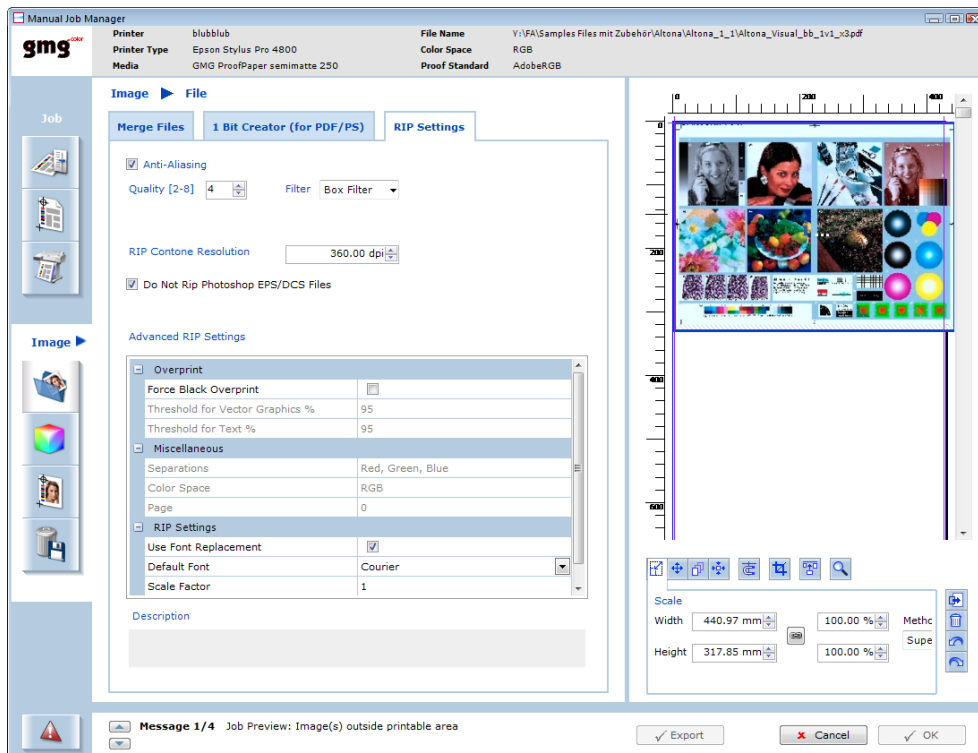 Manual Job Manager
gmg color
Printer blubblub File Name Y:\FA\Samples Files mit Zubehör\Altona\Altona_1_1\Altona_Visual_bb_1v1_x3.pdf
Printer Type Epson Stylus Pro 4800 Color Space RGB
Media GMG ProofPaper semimatte 250 Proof Standard AdobeRGB
Job
Image
Image File
Merge Files 1 Bit Creator (for PDF/PS) RIP Settings
Anti-Aliasing
Quality [2-8] 4 Filter Box Filter
RIP Contone Resolution 360.00 dpi
Do Not Rip Photoshop EPS/DCS Files
Advanced RIP Settings
Overprint
Force Black Overprint
Threshold for Vector Graphics % 95
Threshold for Text % 95
Miscellaneous
Separations Red, Green, Blue
Color Space RGB
Page 0
RIP Settings
Use Font Replacement
Default Font Courier
Scale Factor 1
Description
0 200 400
0
200
400
600
Scale
Width 440.97 mm 100.00 % Metho
Supe
Height 317.85 mm 100.00 %
Message 1/4 Job Preview: Image(s) outside printable area
Export Cancel OK